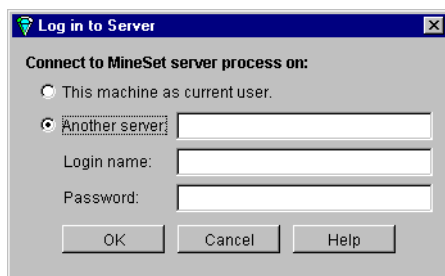 Log in to Server
Connect to MineSet server process on:
This machine as current user.
Another server:
Login name:
Password:
OK Cancel Help